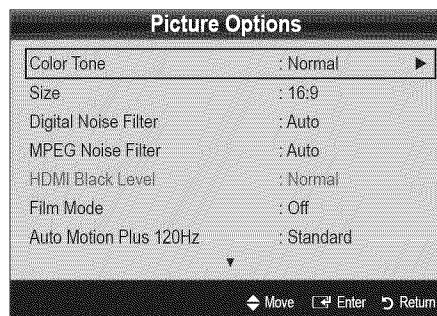 Picture Options
Color Tone : Normal
Size : 16:9
Digital Noise Filter : Auto
MPEG Noise Filter : Auto
HDMI Black Level : Normal
Film Mode : Off
Auto Motion Plus 120Hz : Standard
Move Enter Return